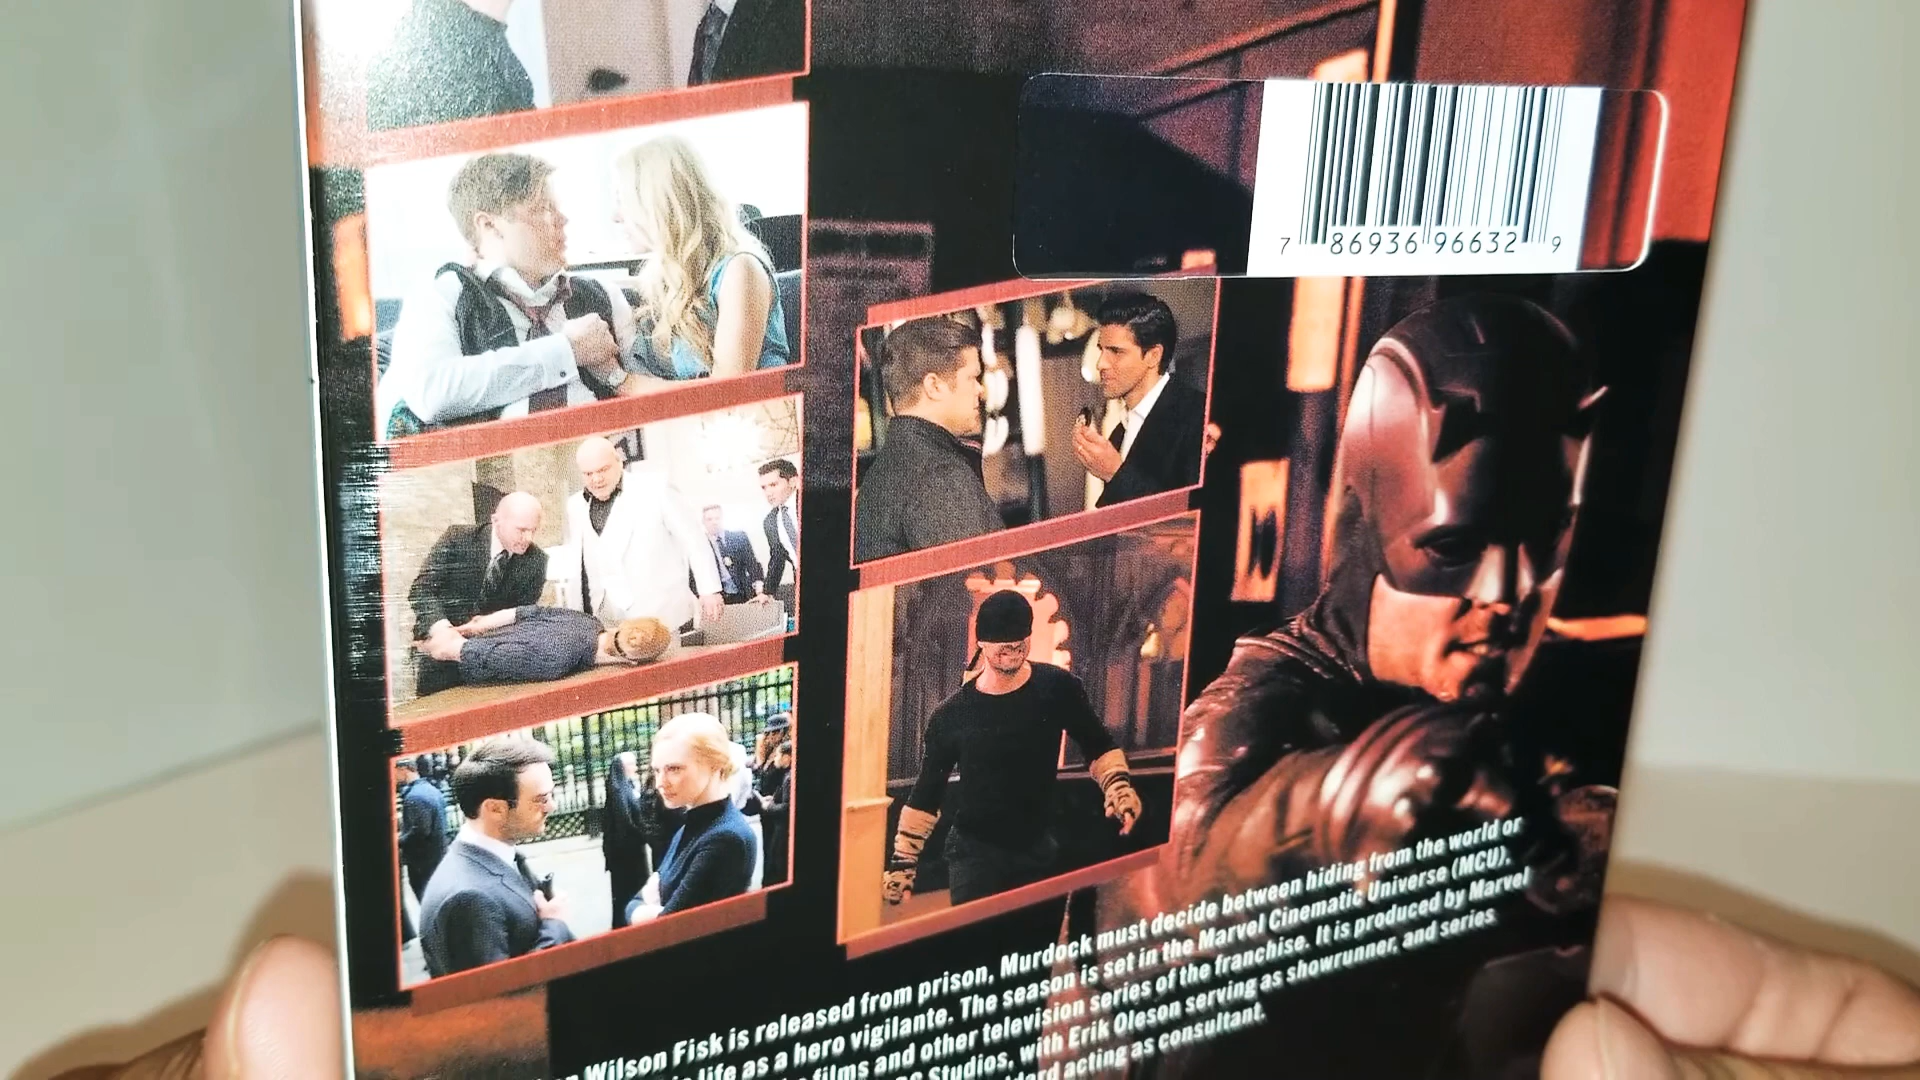 7 86936 96632 9
Wilson Fisk is released from prison, Murdock must decide between hiding from the world or
life as a hero vigilante. The season is set in the Marvel Cinematic Universe (MCU),
films and other television series of the franchise. It is produced by Marvel
Studios, with Erik Oleson serving as showrunner, and series
acting as consultant.